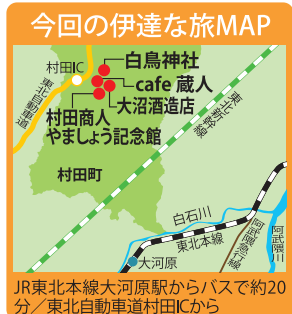 今回の伊達な旅MAP
白鳥神社
村田IC
cafe 蔵人
大沼酒造店
村田商人
やましょう記念館
東北自動車道
東北新幹線
村田町
白石川
東北本線
大河原
阿武隈急行線
阿武隈川
JR東北本線大河原駅からバスで約20
分／東北自動車道村田ICから